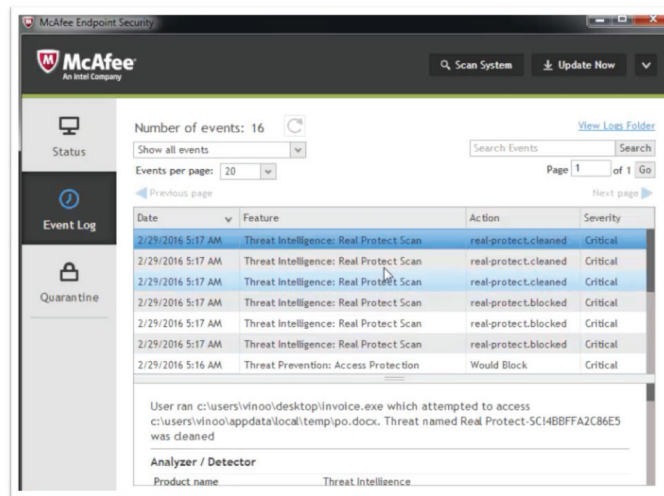 McAfee Endpoint Security
McAfee
An Intel Company
Scan System
Update Now
Status
Event Log
Quarantine
Number of events: 16
View Logs Folder
Show all events
Search Events
Search
Events per page: 20
Page 1 of 1 Go
Previous page
Next page
Date Feature Action Severity
2/29/2016 5:17 AM Threat Intelligence: Real Protect Scan real-protect.cleaned Critical
2/29/2016 5:17 AM Threat Intelligence: Real Protect Scan real-protect.cleaned Critical
2/29/2016 5:17 AM Threat Intelligence: Real Protect Scan real-protect.cleaned Critical
2/29/2016 5:17 AM Threat Intelligence: Real Protect Scan real-protect.blocked Critical
2/29/2016 5:17 AM Threat Intelligence: Real Protect Scan real-protect.blocked Critical
2/29/2016 5:17 AM Threat Intelligence: Real Protect Scan real-protect.blocked Critical
2/29/2016 5:16 AM Threat Prevention: Access Protection Would Block Critical
User ran c:\users\vinoo\desktop\invoice.exe which attempted to access
c:\users\vinoo\appdata\local\temp\po.docx. Threat named Real Protect-SC!4BBFFA2C86E5
was cleaned
Analyzer / Detector
Product name Threat Intelligence